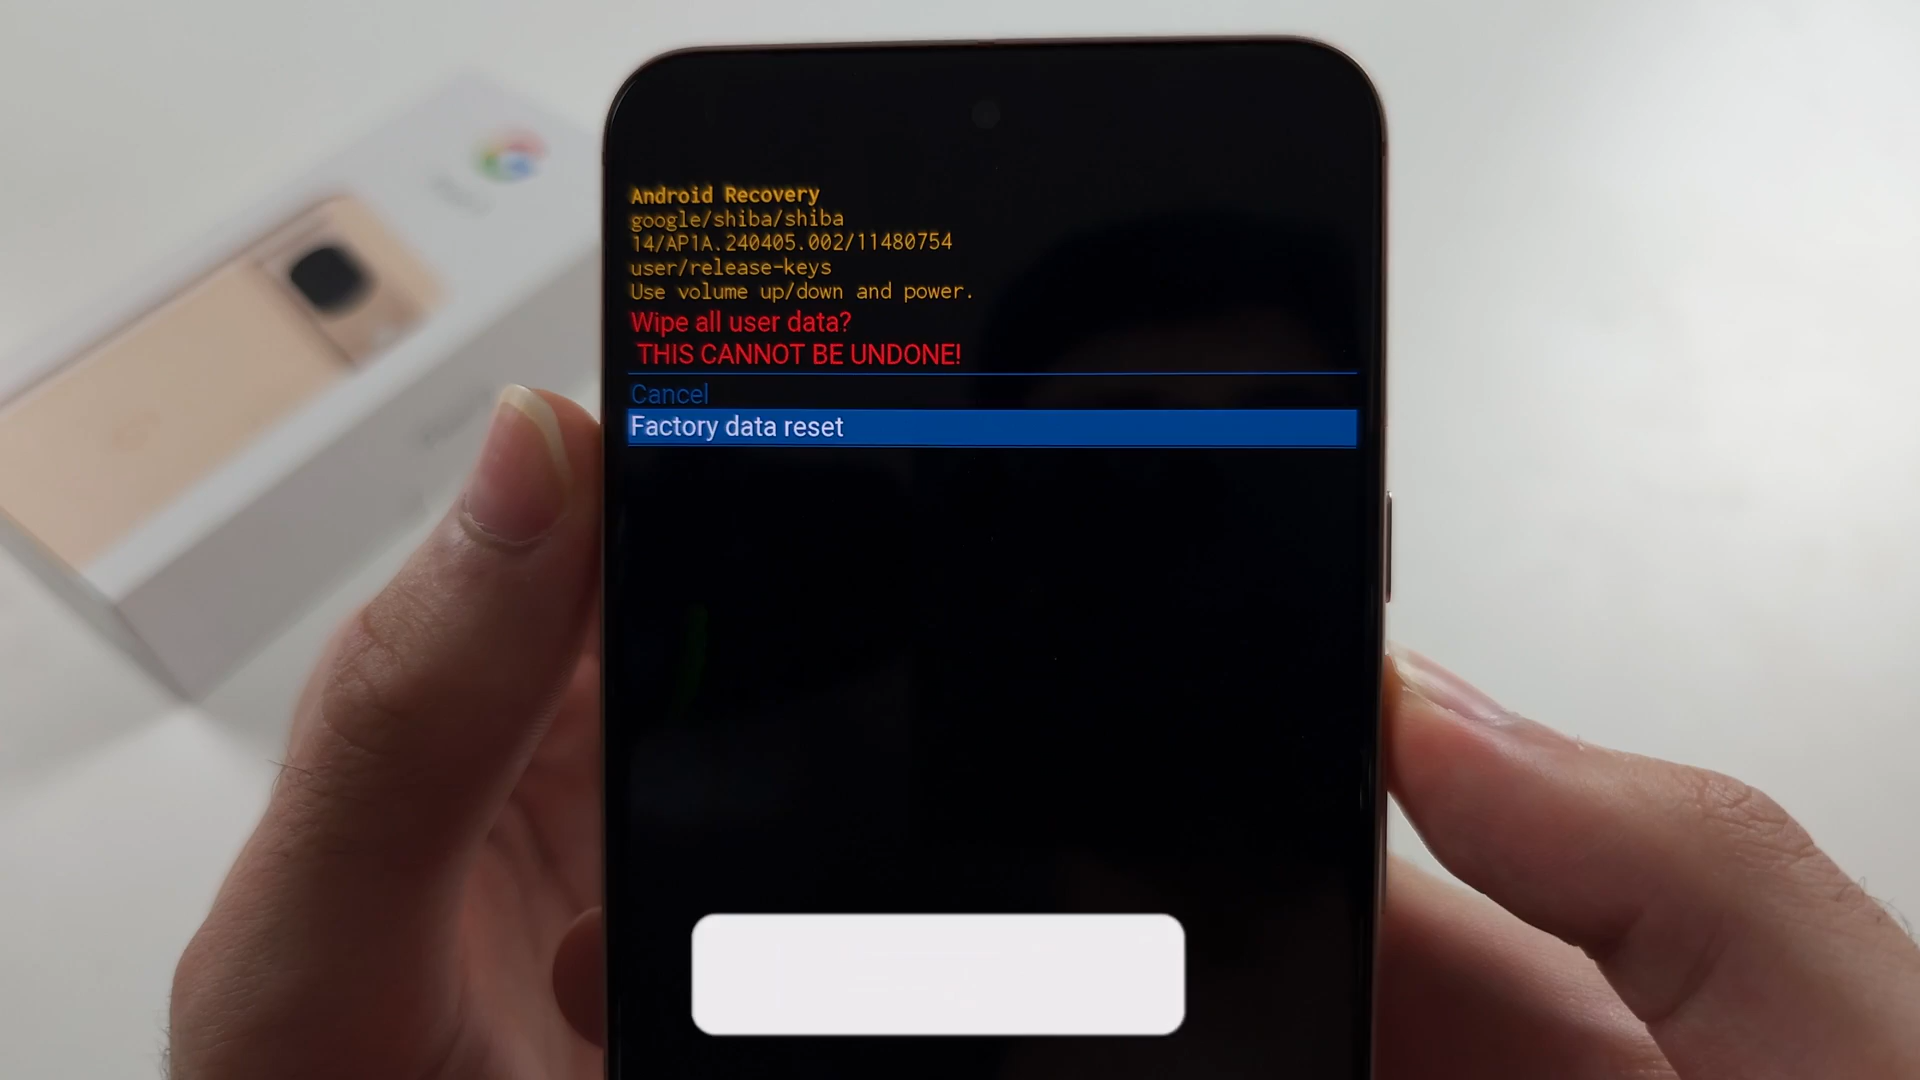 Android Recovery
google/shiba/shiba
14/AP1A.240405.002/11480754
user/release-keys
Use volume up/down and power.
Wipe all user data?
THIS CANNOT BE UNDONE!
Cancel
Factory data reset